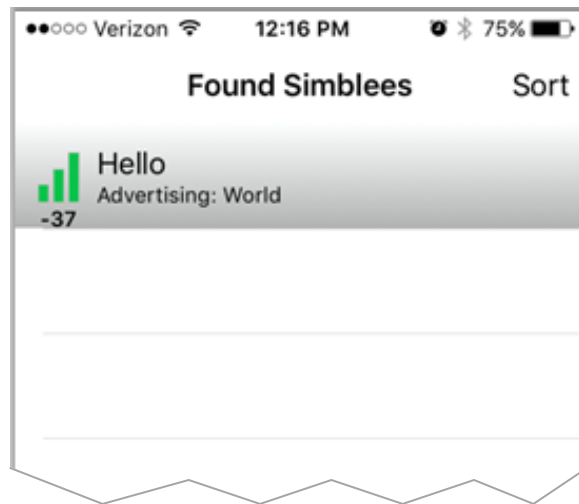 Verizon 12:16 PM 75%
Found Simblees Sort
Hello
Advertising: World
-37